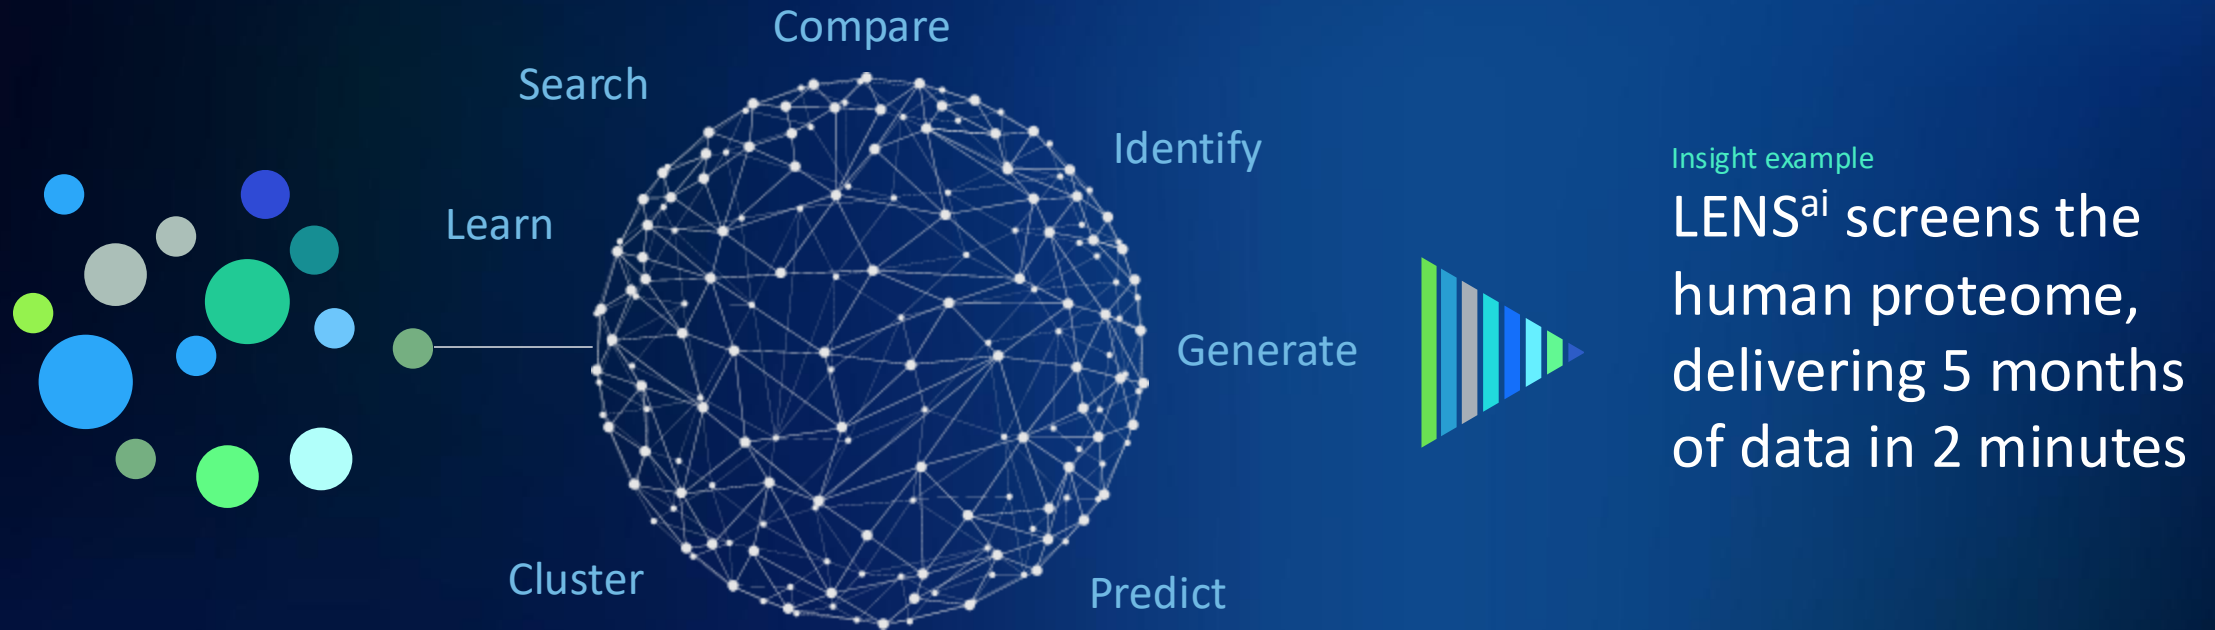 Compare
Search
Identify
Learn
Generate
Cluster
Predict
Insight example
LENSai screens the
human proteome,
delivering 5 months
of data in 2 minutes